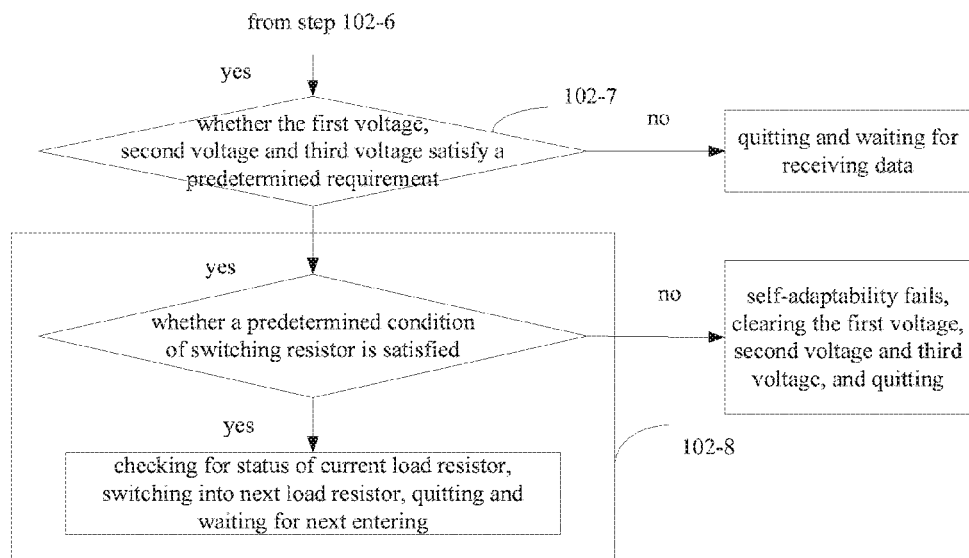 from step 102-6
yes
102-7
whether the first voltage,
second voltage and third voltage satisfy a
predetermined requirement
no
quitting and waiting for
receiving data
yes
whether a predetermined condition
of switching resistor is satisfied
no
self-adaptability fails,
clearing the first voltage,
second voltage and third
voltage, and quitting
yes
102-8
checking for status of current load resistor,
switching into next load resistor, quitting and
waiting for next entering